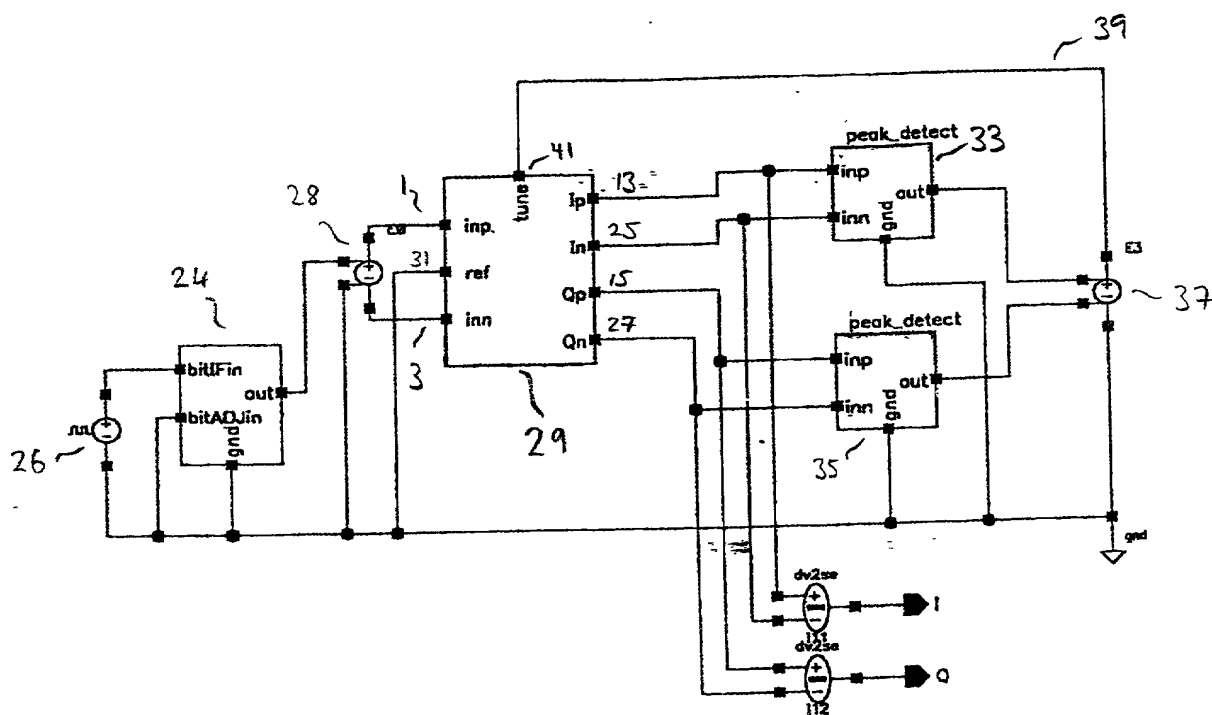 39
peak_detect
33
inp
out
inn
gnd
41
tune
13
Ip
25
In
15
Qp
27
Qn
1
28
inp.
31
ref
inn
3
29
24
bitIFin
out
bitADJin
gnd
26
E3
37
peak_detect
inp
out
inn
gnd
35
gnd
dv2se
+
-
I
I11
dv2se
+
-
Q
I12